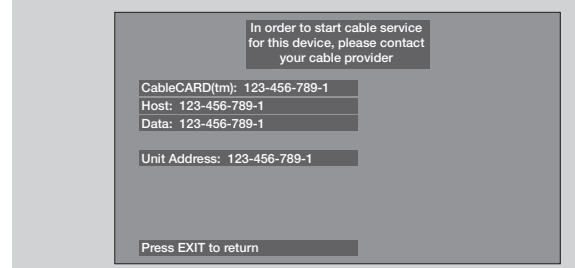 In order to start cable service
for this device, please contact
your cable provider
CableCARD(tm): 123-456-789-1
Host: 123-456-789-1
Data: 123-456-789-1
Unit Address: 123-456-789-1
Press EXIT to return